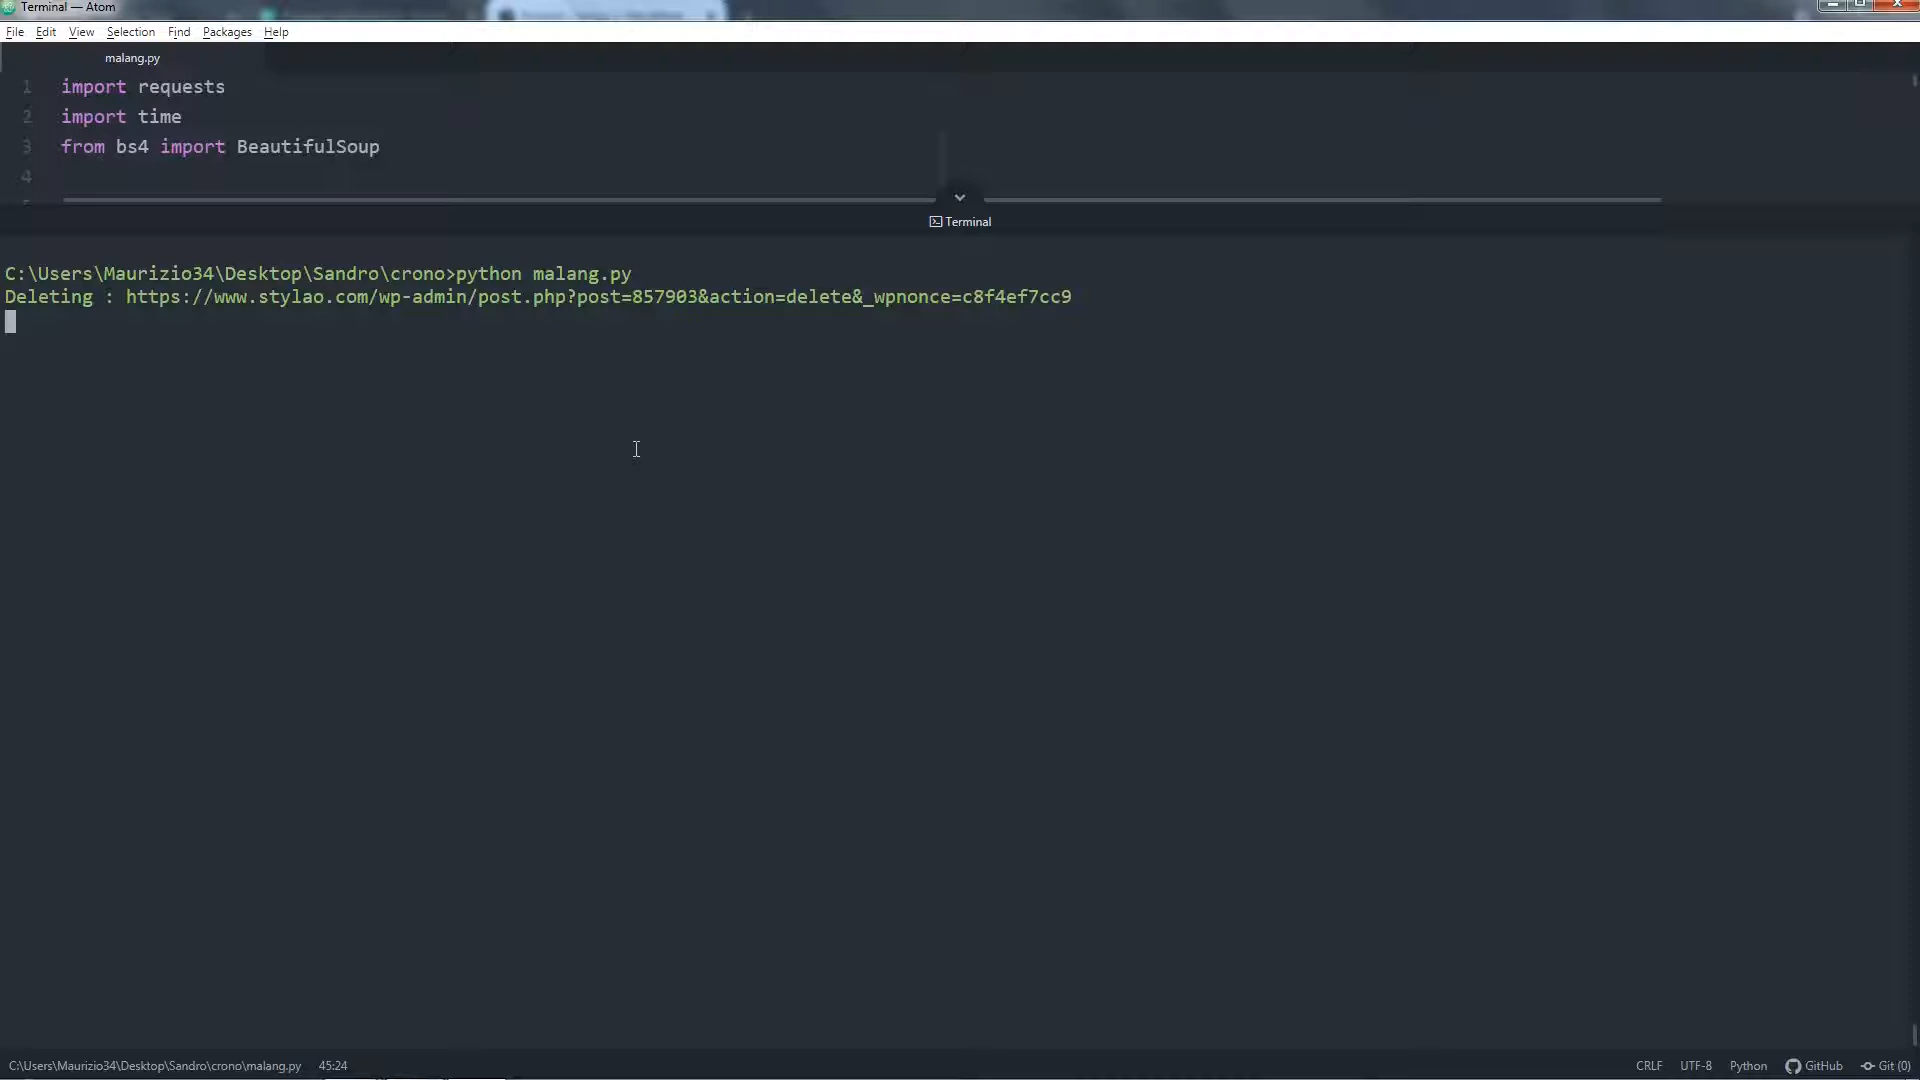 Terminal — Atom
File Edit View Selection Find Packages Help
malang.py
1 import requests
2 import time
3 from bs4 import BeautifulSoup
4
Terminal
C:\Users\Maurizio34\Desktop\Sandro\crono>python malang.py
Deleting : https://www.stylao.com/wp-admin/post.php?post=857903&action=delete&_wpnonce=c8f4ef7cc9
C:\Users\Maurizio34\Desktop\Sandro\crono\malang.py 45:24 CRLF UTF-8 Python GitHub Git (0)